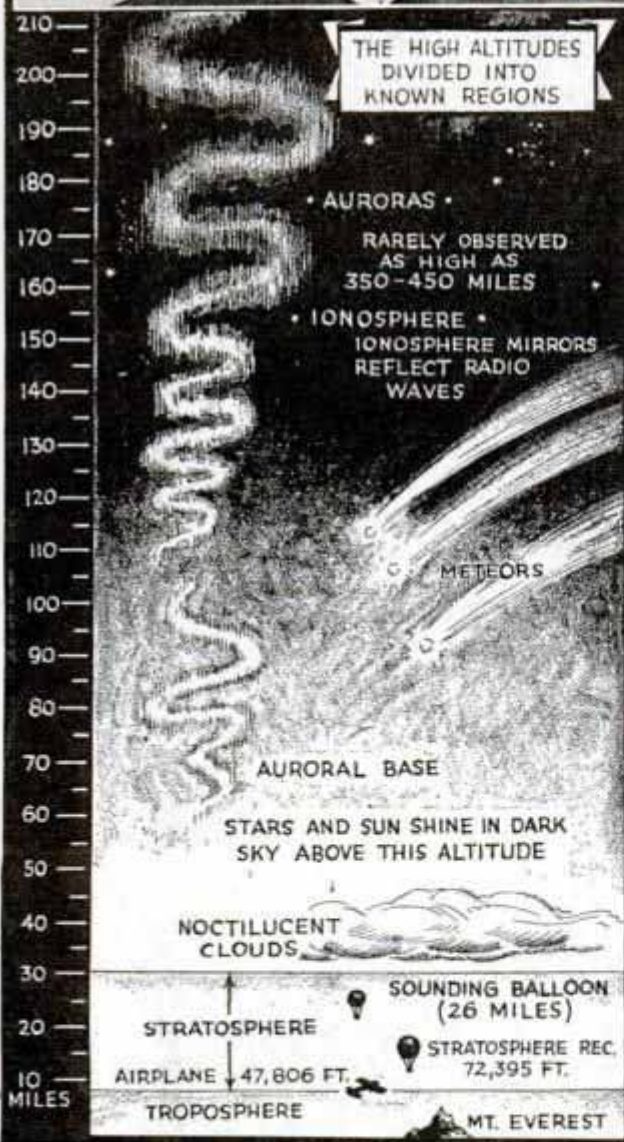 THE HIGH ALTITUDES
DIVIDED INTO
KNOWN REGIONS
210
200
190
180
• AURORAS •
170
RARELY OBSERVED
AS HIGH AS
160
350-450 MILES
• IONOSPHERE •
150
IONOSPHERE MIRRORS
REFLECT RADIO
WAVES
140
130
120
110
METEORS
100
90
80
70
AURORAL BASE
60
STARS AND SUN SHINE IN DARK
SKY ABOVE THIS ALTITUDE
50
40
NOCTILUCENT
CLOUDS
30
SOUNDING BALLOON
(26 MILES)
20
STRATOSPHERE
STRATOSPHERE REC.
72,395 FT.
10
MILES
AIRPLANE 47,806 FT.
TROPOSPHERE
MT. EVEREST